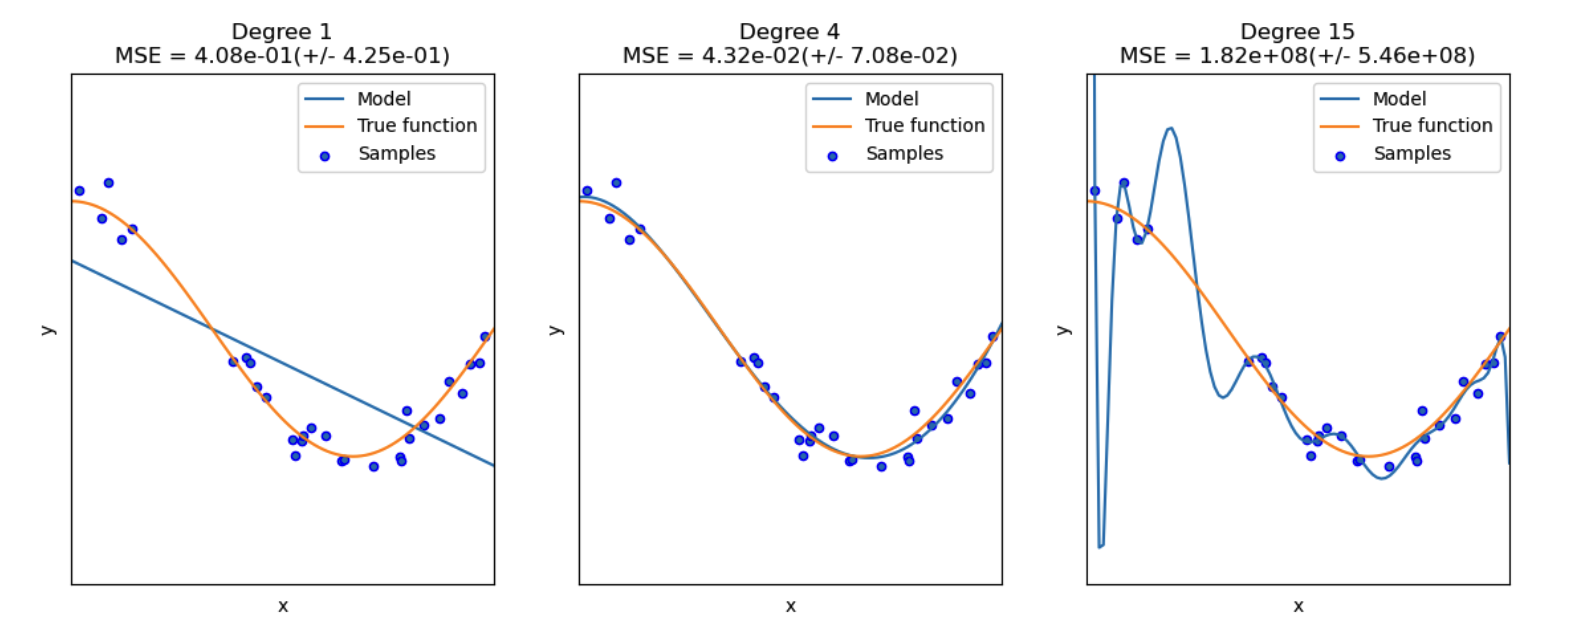 Degree 1
MSE = 4.08e-01(+/- 4.25e-01)
Model
True function
Samples
y
x
Degree 4
MSE = 4.32e-02(+/- 7.08e-02)
Model
True function
Samples
y
x
Degree 15
MSE = 1.82e+08(+/- 5.46e+08)
Model
True function
Samples
y
x